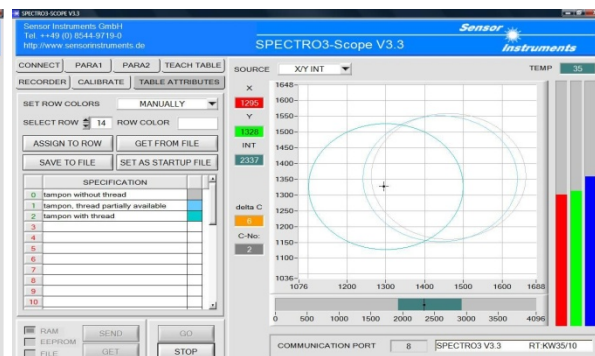 SPECTRO3-SCOPE V3.3
Sensor Instruments GmbH
Tel. ++49 (0) 8544-9719-0
http://www.sensorinstruments.de
SPECTRO3-Scope V3.3
Sensor
Instruments
CONNECT PARA1 PARA2 TEACH TABLE
RECORDER CALIBRATE TABLE ATTRIBUTES
SET ROW COLORS MANUALLY
SELECT ROW 14 ROW COLOR
ASSIGN TO ROW GET FROM FILE
SAVE TO FILE SET AS STARTUP FILE
SPECIFICATION
0 tampon without thread
1 tampon, thread partially available
2 tampon with thread
3
4
5
6
7
8
9
10
RAM
EEPROM
FILE
SEND GO
GET STOP
SOURCE X/Y INT TEMP 35
X
1295
Y
1328
INT
2337
delta C
6
C-No:
2
1648
1600
1550
1500
1450
1400
1350
1300
1250
1200
1150
1100
1036
1076 1200 1300 1400 1500 1600 1688
0 500 1000 1500 2000 2500 3000 3500 4096
COMMUNICATION PORT 8 SPECTRO3 V3.3 RT:KW35/10